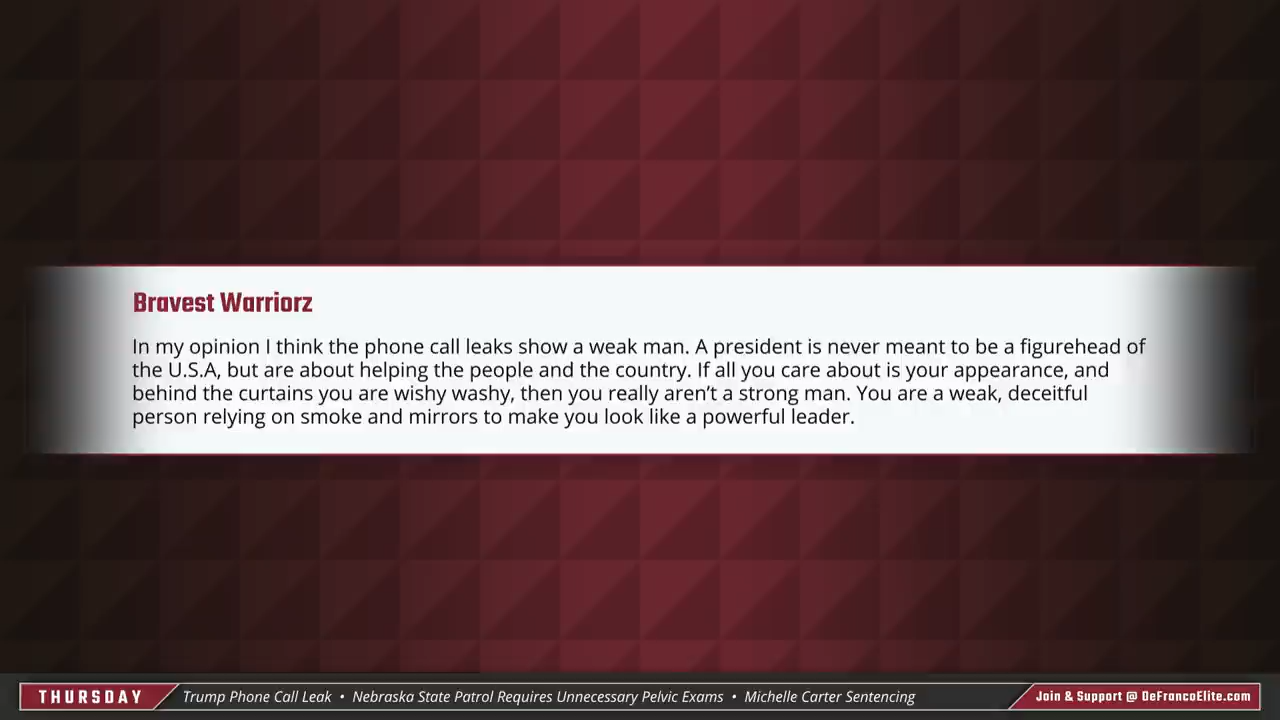 Bravest Warriorz
In my opinion I think the phone call leaks show a weak man. A president is never meant to be a figurehead of
the U.S.A, but are about helping the people and the country. If all you care about is your appearance, and
behind the curtains you are wishy washy, then you really aren’t a strong man. You are a weak, deceitful
person relying on smoke and mirrors to make you look like a powerful leader.
THURSDAY Trump Phone Call Leak • Nebraska State Patrol Requires Unnecessary Pelvic Exams • Michelle Carter Sentencing Join & Support @ DeFrancoElite.com